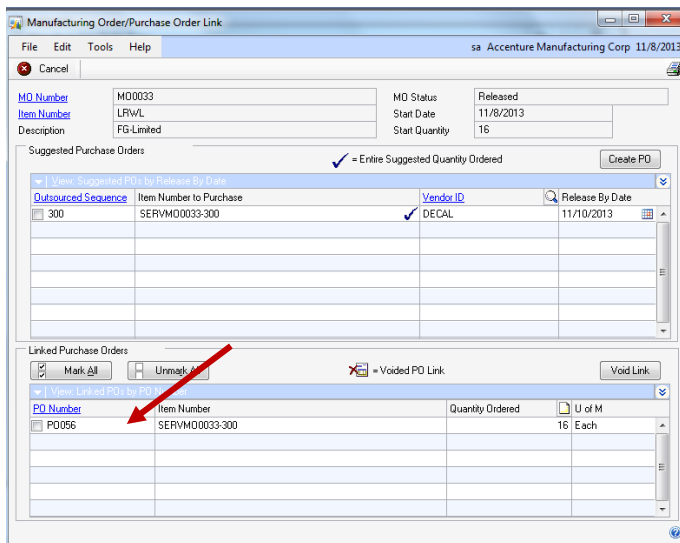 Manufacturing Order/Purchase Order Link
File Edit Tools Help sa Accenture Manufacturing Corp 11/8/2013
Cancel
MO Number MO0033 MO Status Released
Item Number LRWL Start Date 11/8/2013
Description FG-Limited Start Quantity 16
Suggested Purchase Orders
= Entire Suggested Quantity Ordered Create PO
View: Suggested POs by Release By Date
Outsourced Sequence Item Number to Purchase Vendor ID Release By Date
300 SERVMO0033-300 DECAL 11/10/2013
Linked Purchase Orders
Mark All Unmark All = Voided PO Link Void Link
View: Linked POs by PO Number
PO Number Item Number Quantity Ordered U of M
PO056 SERVMO0033-300 16 Each